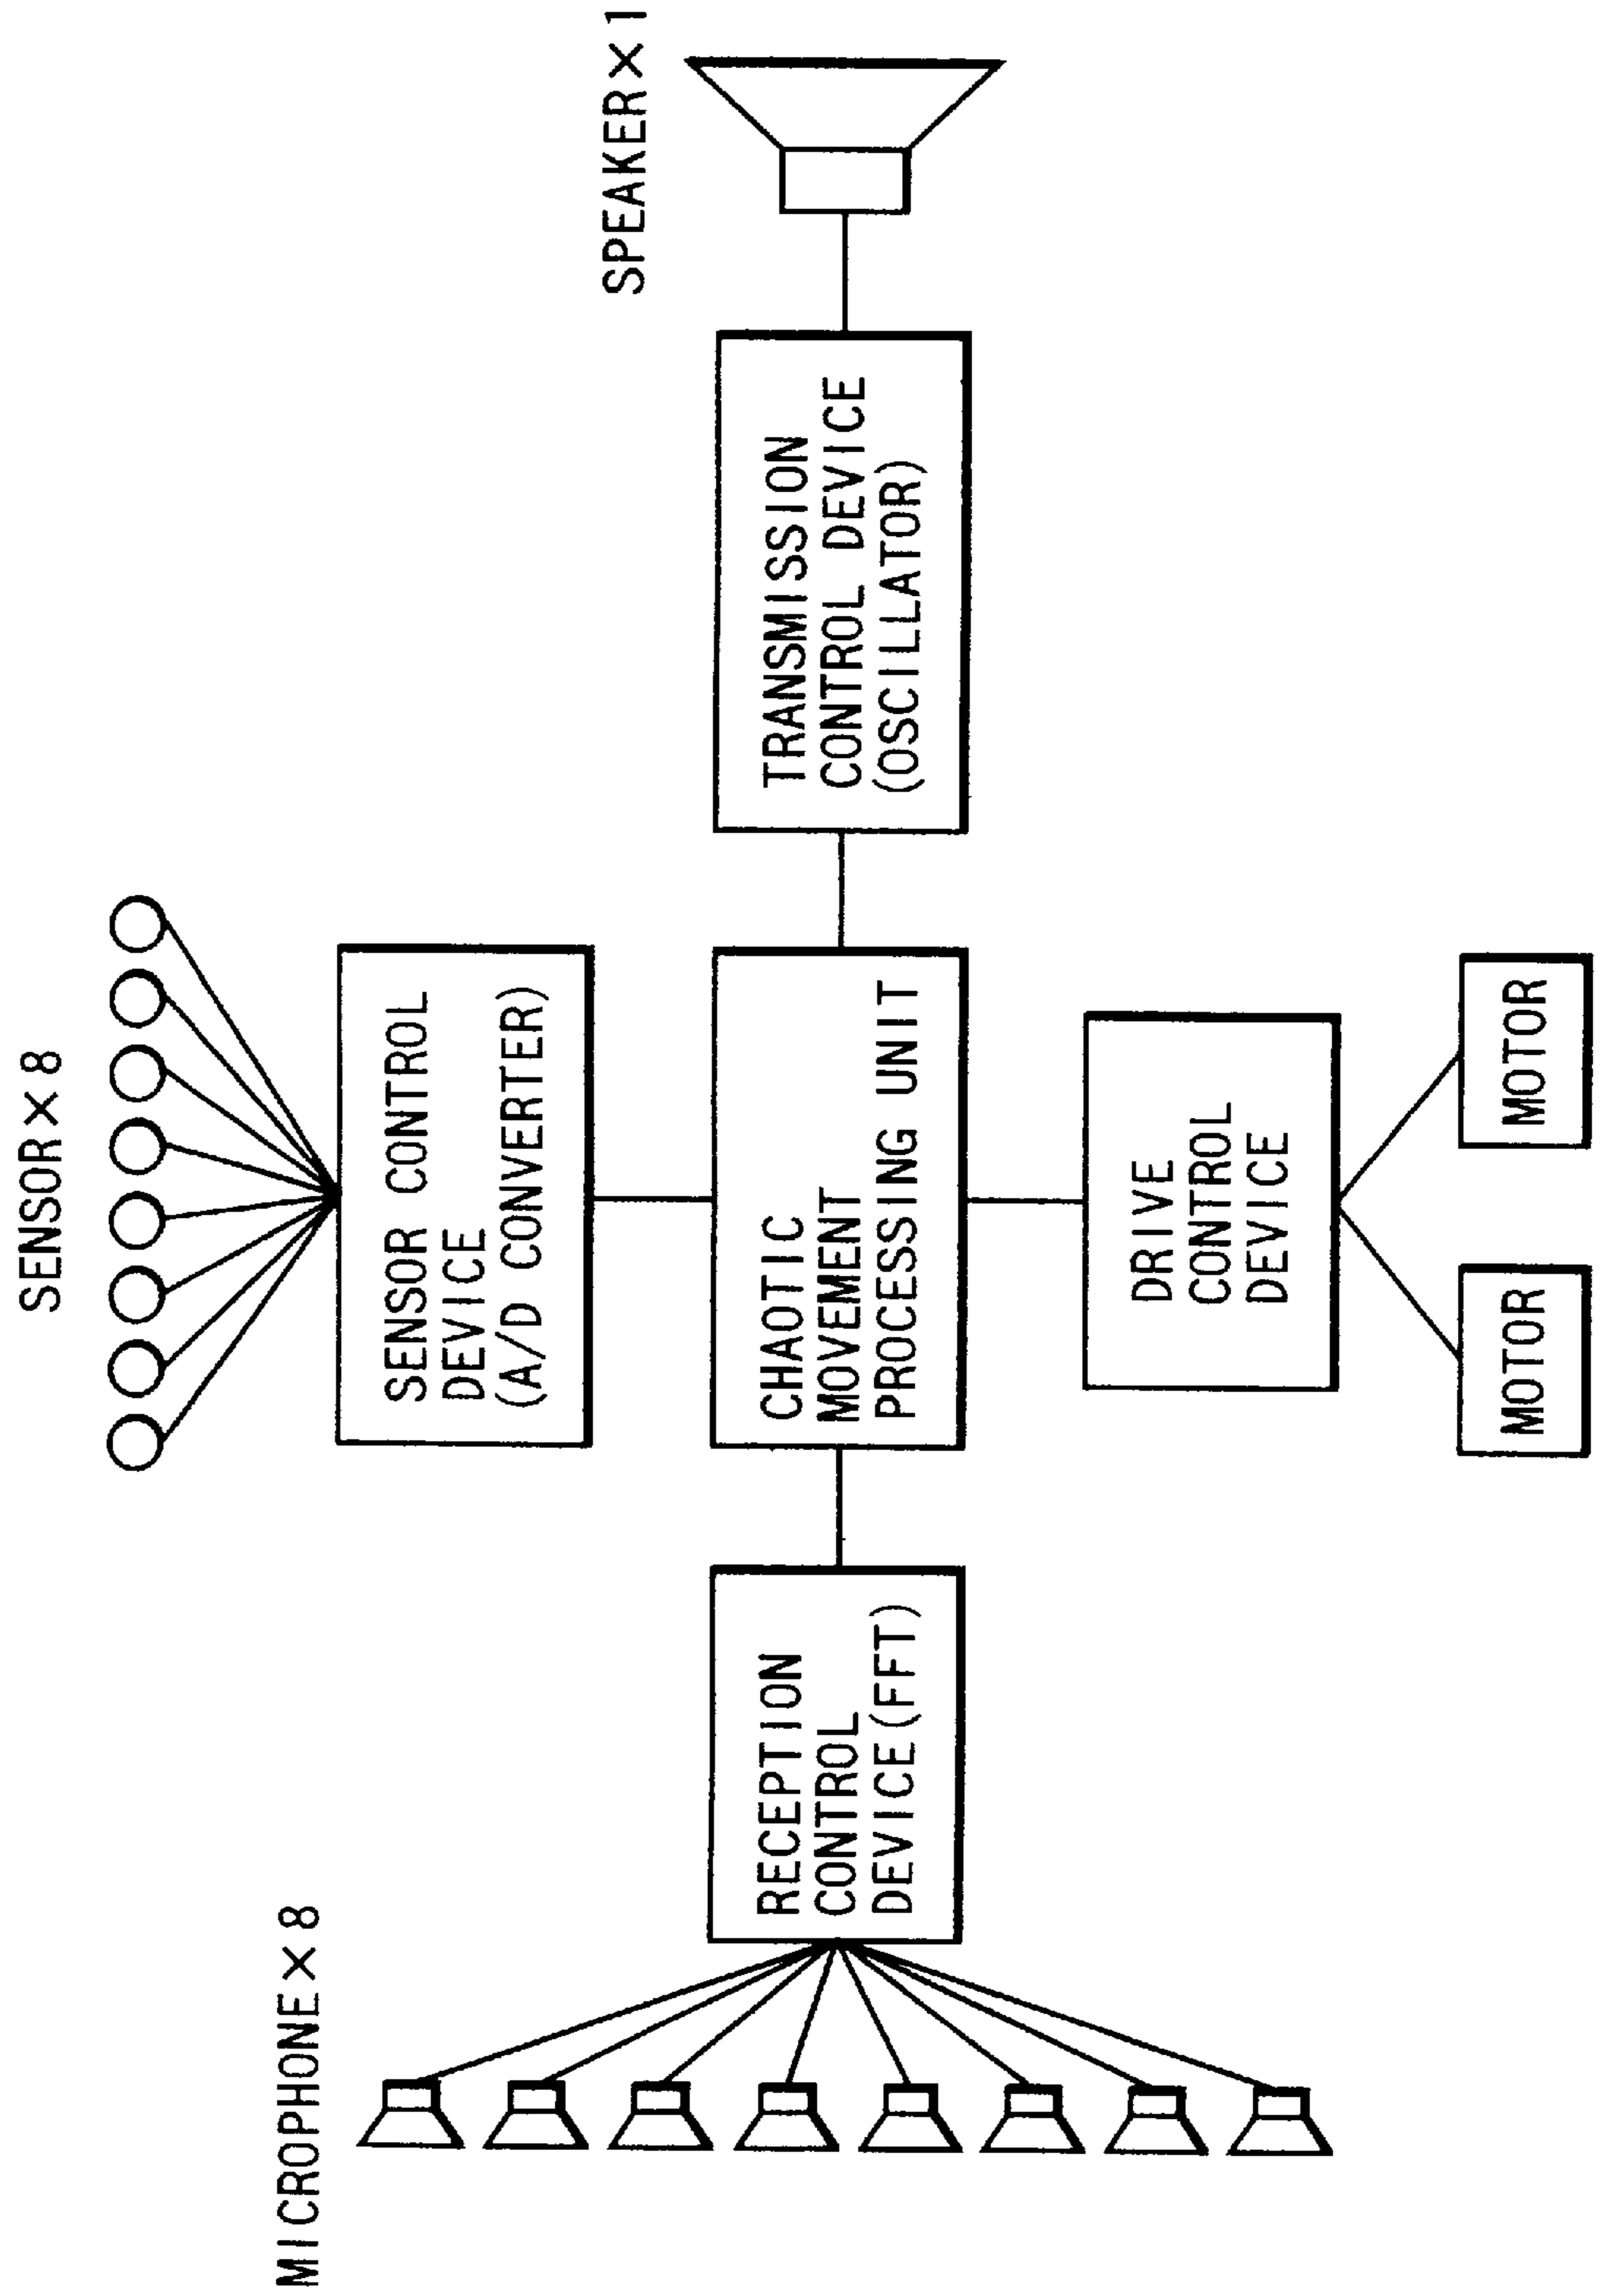 SENSOR×8
SENSOR CONTROL
DEVICE
(A/D CONVERTER)
MICROPHONE×8
RECEPTION
CONTROL
DEVICE(FFT)
CHAOTIC
MOVEMENT
PROCESSING UNIT
TRANSMISSION
CONTROL DEVICE
(OSCILLATOR)
SPEAKER×1
DRIVE
CONTROL
DEVICE
MOTOR
MOTOR